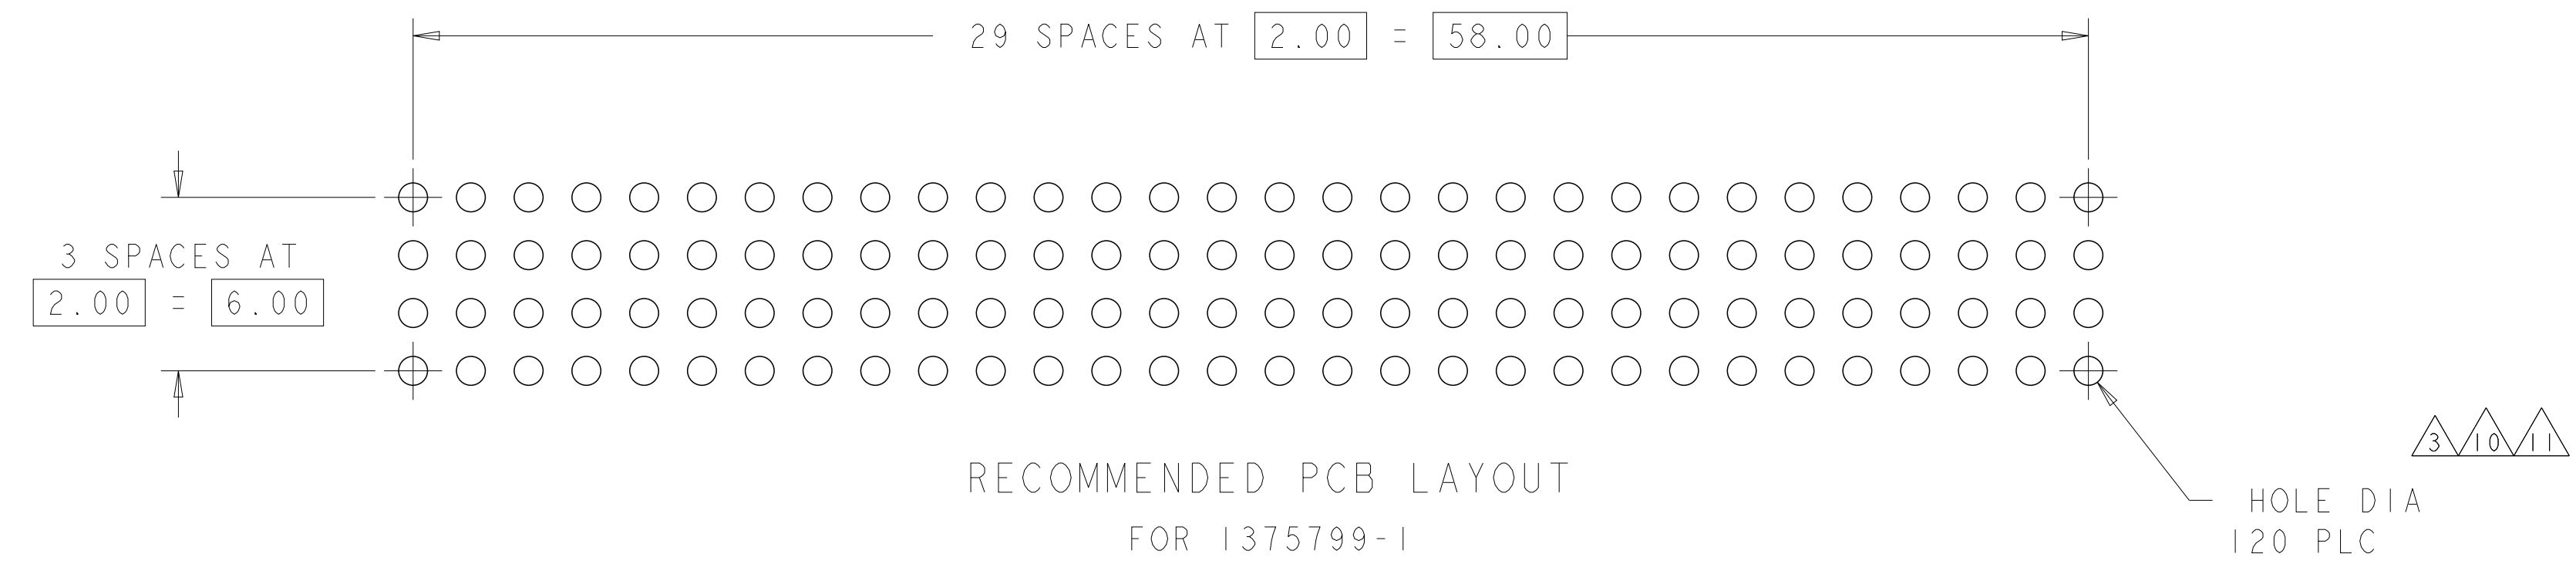 29 SPACES AT 2.00 = 58.00
3 SPACES AT
2.00 = 6.00
3 10 11
RECOMMENDED PCB LAYOUT
FOR 1375799-1
HOLE DIA
120 PLC